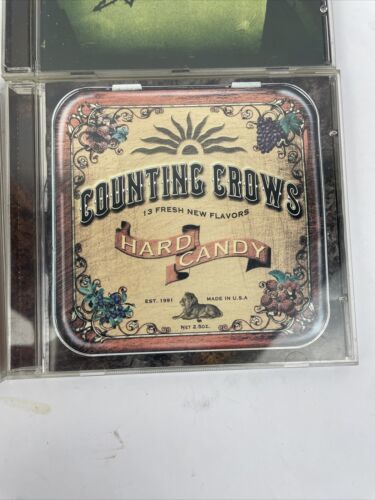 COUNTING CROWS
13 FRESH NEW FLAVORS
HARD CANDY
EST. 1991 MADE IN U.S.A
NET 2.5OZ.